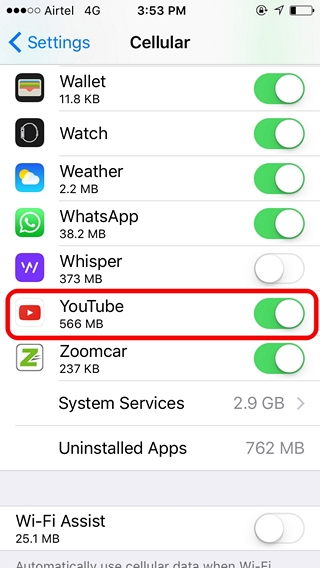 Airtel 4G 3:53 PM
Settings Cellular
Wallet
11.8 KB
Watch
Weather
2.2 MB
WhatsApp
38.2 MB
Whisper
373 MB
YouTube
566 MB
Zoomcar
237 KB
System Services 2.9 GB
Uninstalled Apps 762 MB
Wi-Fi Assist
25.1 MB
Automatically use cellular data when Wi-Fi